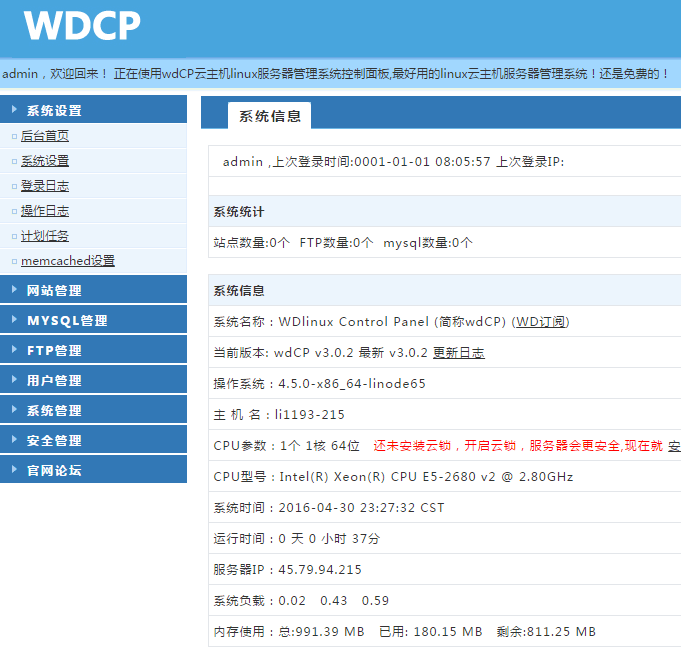 WDCP
admin，欢迎回来！ 正在使用wdCP云主机linux服务器管理系统控制面板,最好用的linux云主机服务器管理系统！还是免费的！
系统设置
后台首页
系统设置
登录日志
操作日志
计划任务
memcached设置
网站管理
MYSQL管理
FTP管理
用户管理
系统管理
安全管理
官网论坛
系统信息
admin ,上次登录时间:0001-01-01 08:05:57 上次登录IP:
系统统计
站点数量:0个 FTP数量:0个 mysql数量:0个
系统信息
系统名称：WDlinux Control Panel (简称wdCP) (WD订阅)
当前版本: wdCP v3.0.2 最新 v3.0.2 更新日志
操作系统：4.5.0-x86_64-linode65
主 机 名：li1193-215
CPU参数：1个 1核 64位 还未安装云锁，开启云锁，服务器会更安全,现在就 安
CPU型号：Intel(R) Xeon(R) CPU E5-2680 v2 @ 2.80GHz
系统时间：2016-04-30 23:27:32 CST
运行时间：0 天 0 小时 37分
服务器IP：45.79.94.215
系统负载：0.02 0.43 0.59
内存使用：总:991.39 MB 已用: 180.15 MB 剩余:811.25 MB